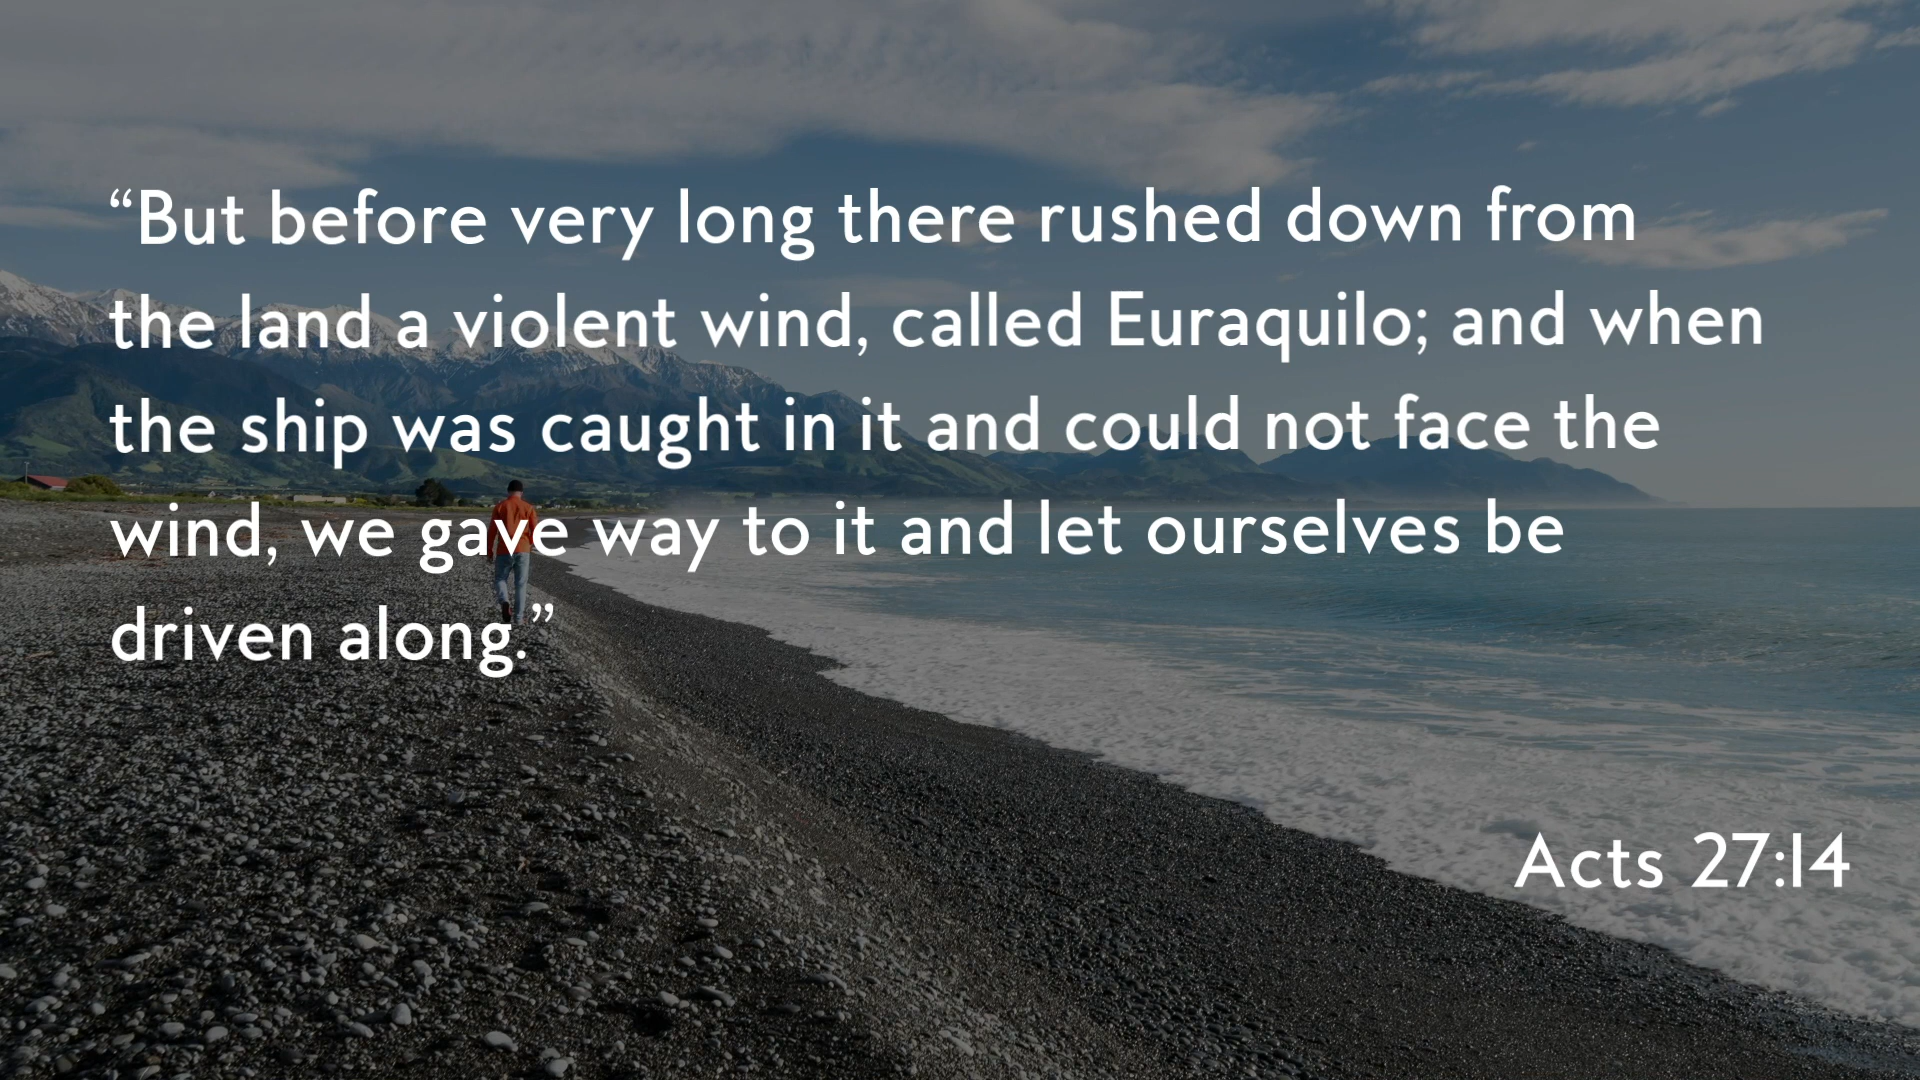 “But before very long there rushed down from
the land a violent wind, called Euraquilo; and when
the ship was caught in it and could not face the
wind, we gave way to it and let ourselves be
driven along.”
Acts 27:14